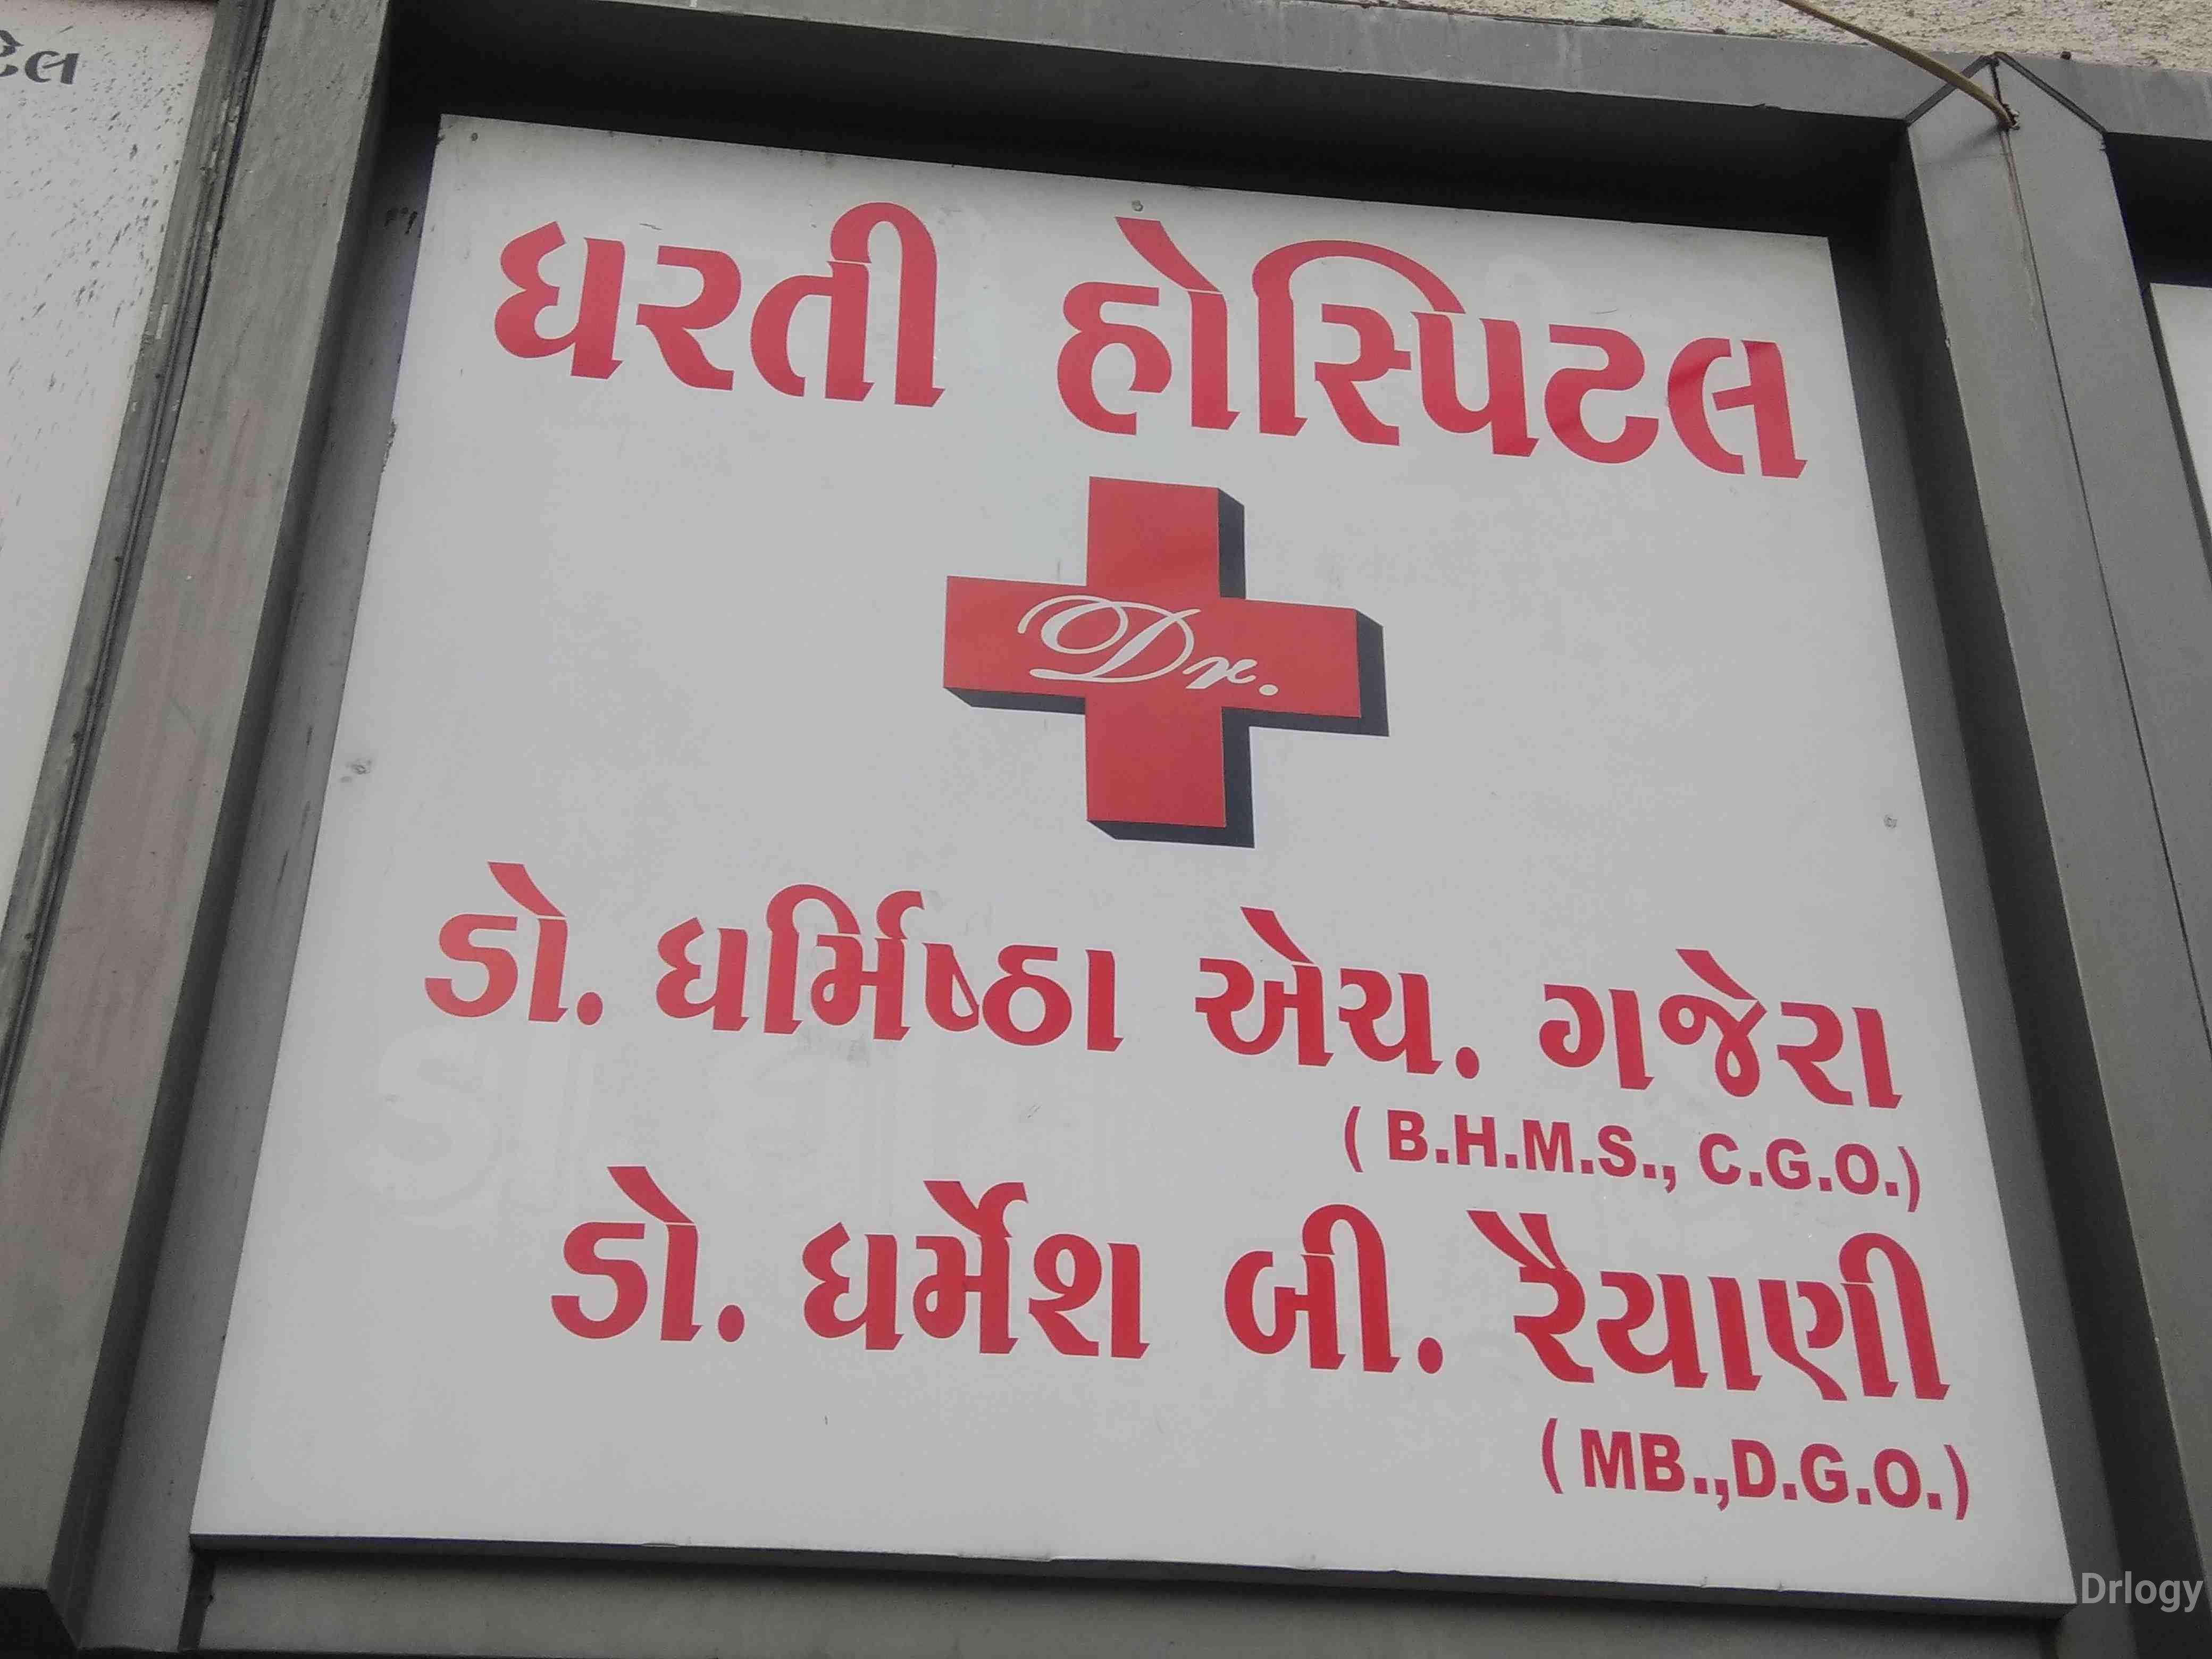 ધરતી હોસ્પિટલ
Dr.
ડો. ધર્મિષ્ઠા એચ. ગજેરા
( B.H.M.S., C.G.O.)
ડો. ધર્મેશ બી. રૈયાણી
( MB.,D.G.O.)
Drlogy